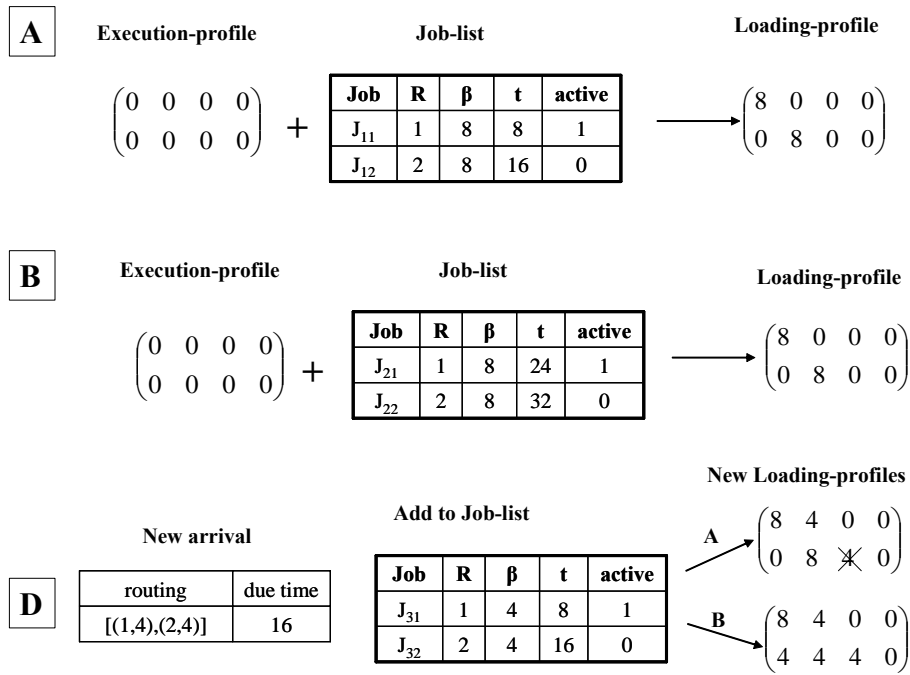 A
Execution-profile Job-list Loading-profile
0 0 0 0
0 0 0 0
+
Job R β t active
J11 1 8 8 1
J12 2 8 16 0
8 0 0 0
0 8 0 0
B
Execution-profile Job-list Loading-profile
0 0 0 0
0 0 0 0
+
Job R β t active
J21 1 8 24 1
J22 2 8 32 0
8 0 0 0
0 8 0 0
D
New arrival
routing due time
[(1,4),(2,4)] 16
Add to Job-list
Job R β t active
J31 1 4 8 1
J32 2 4 16 0
New Loading-profiles
A
8 4 0 0
0 8 4 0
B
8 4 0 0
4 4 4 0